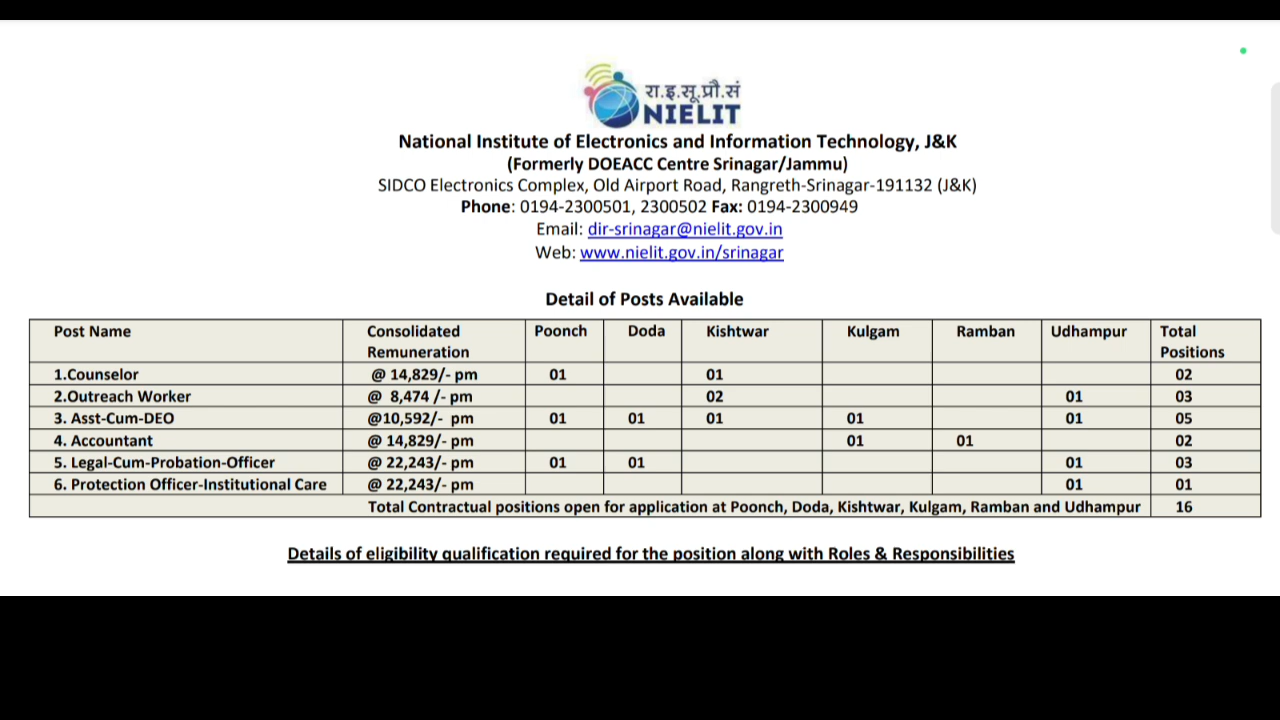 रा.इ.सू.प्रौ.सं
NIELIT
National Institute of Electronics and Information Technology, J&K
(Formerly DOEACC Centre Srinagar/Jammu)
SIDCO Electronics Complex, Old Airport Road, Rangreth-Srinagar-191132 (J&K)
Phone: 0194-2300501, 2300502 Fax: 0194-2300949
Email: dir-srinagar@nielit.gov.in
Web: www.nielit.gov.in/srinagar
Detail of Posts Available
Post Name Consolidated Remuneration Poonch Doda Kishtwar Kulgam Ramban Udhampur Total Positions
1.Counselor @ 14,829/- pm 01 01 02
2.Outreach Worker @ 8,474 /- pm 02 01 03
3. Asst-Cum-DEO @10,592/- pm 01 01 01 01 01 05
4. Accountant @ 14,829/- pm 01 01 02
5. Legal-Cum-Probation-Officer @ 22,243/- pm 01 01 01 03
6. Protection Officer-Institutional Care @ 22,243/- pm 01 01
Total Contractual positions open for application at Poonch, Doda, Kishtwar, Kulgam, Ramban and Udhampur 16
Details of eligibility qualification required for the position along with Roles & Responsibilities